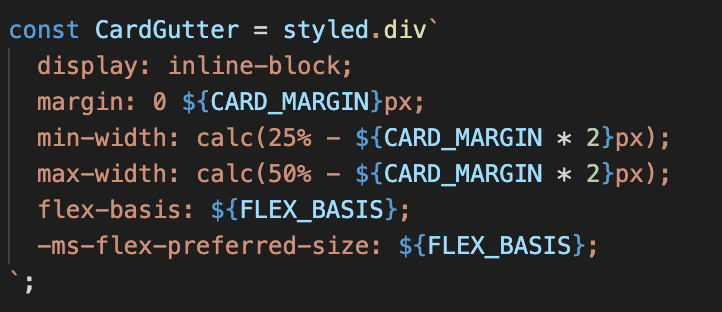 const CardGutter = styled.div`
display: inline-block;
margin: 0 ${CARD_MARGIN}px;
min-width: calc(25% - ${CARD_MARGIN * 2}px);
max-width: calc(50% - ${CARD_MARGIN * 2}px);
flex-basis: ${FLEX_BASIS};
-ms-flex-preferred-size: ${FLEX_BASIS};
`;